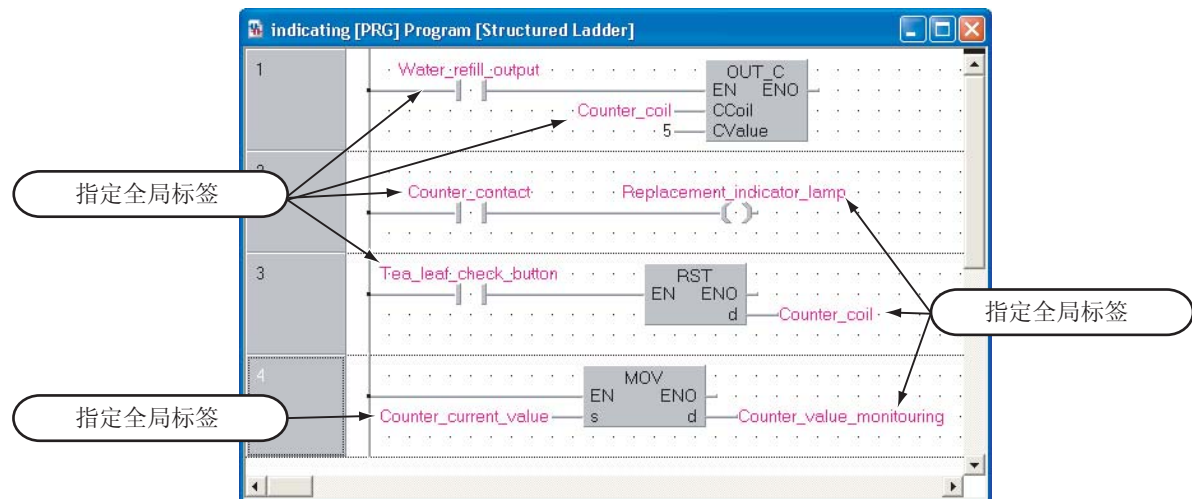 indicating [PRG] Program [Structured Ladder]
1
Water_refill_output
OUT_C
EN ENO
Counter_coil
CCoil
5
CValue
指定全局标签
2
Counter_contact
Replacement_indicator_lamp
3
Tea_leaf_check_button
RST
EN ENO
d
Counter_coil
指定全局标签
4
MOV
EN ENO
指定全局标签
Counter_current_value
s d
Counter_value_monitouring